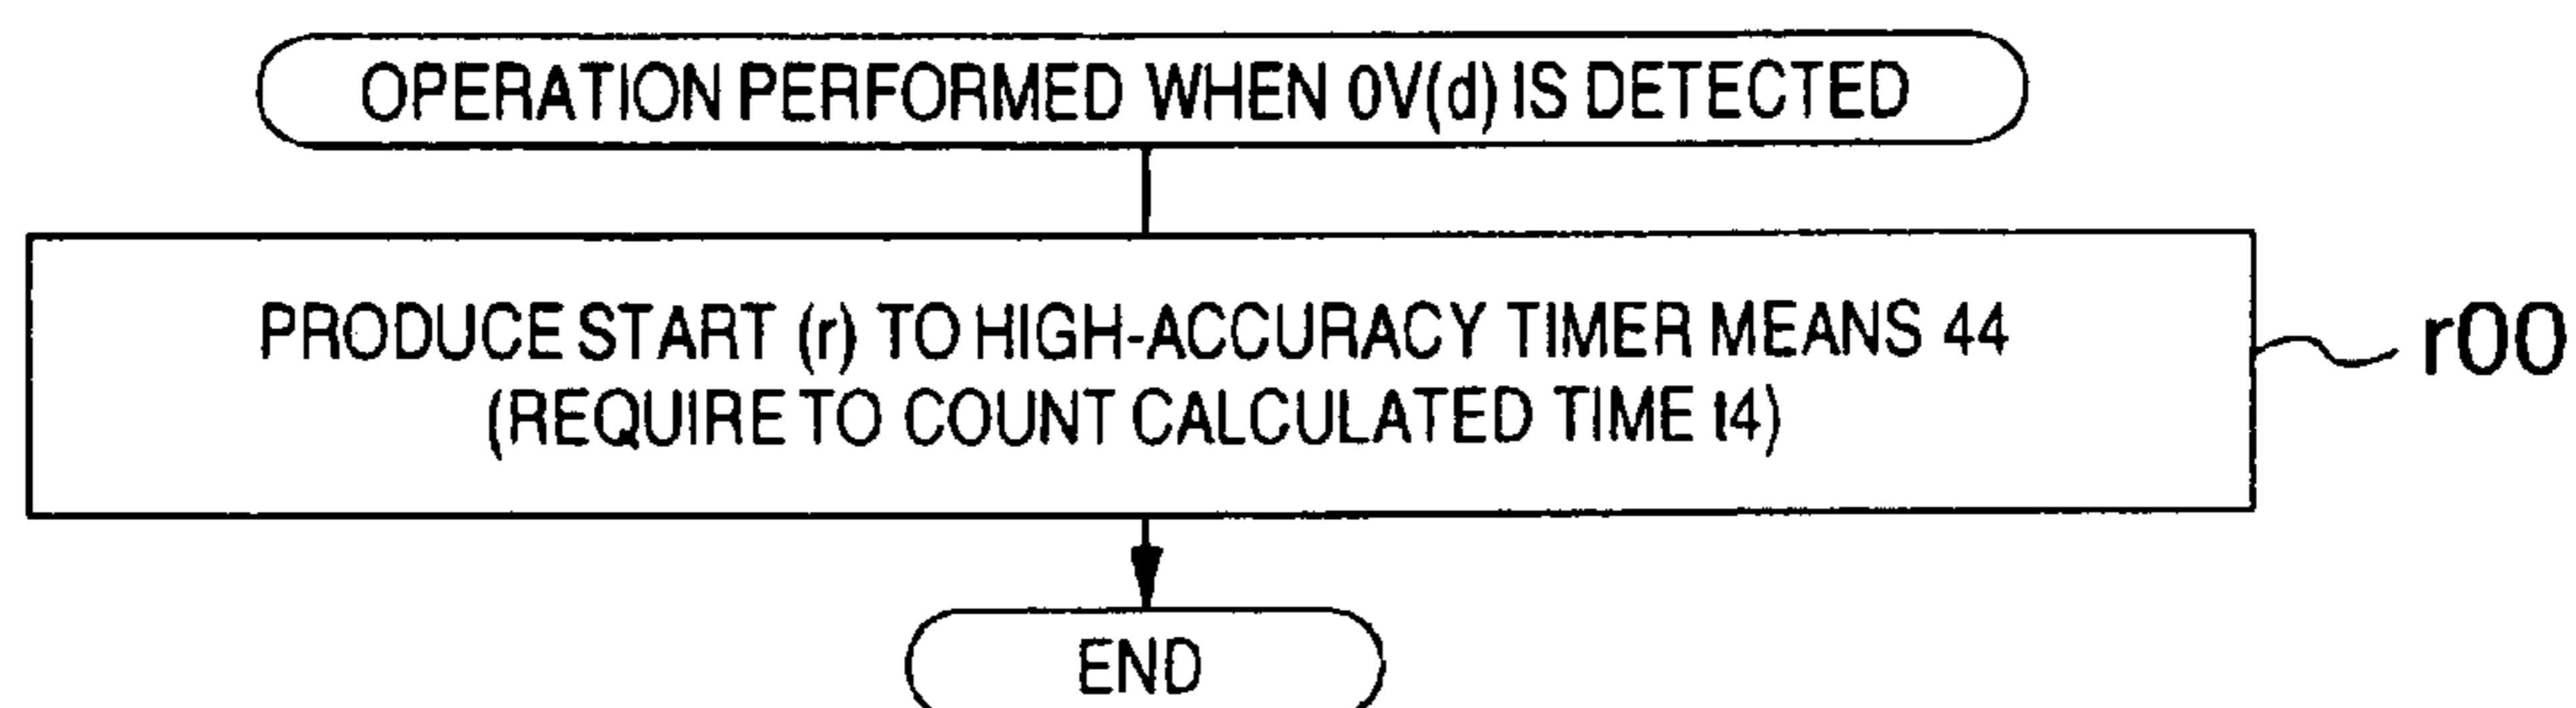 OPERATION PERFORMED WHEN 0V(d) IS DETECTED
PRODUCE START (r) TO HIGH-ACCURACY TIMER MEANS 44
(REQUIRE TO COUNT CALCULATED TIME t4)
r00
END